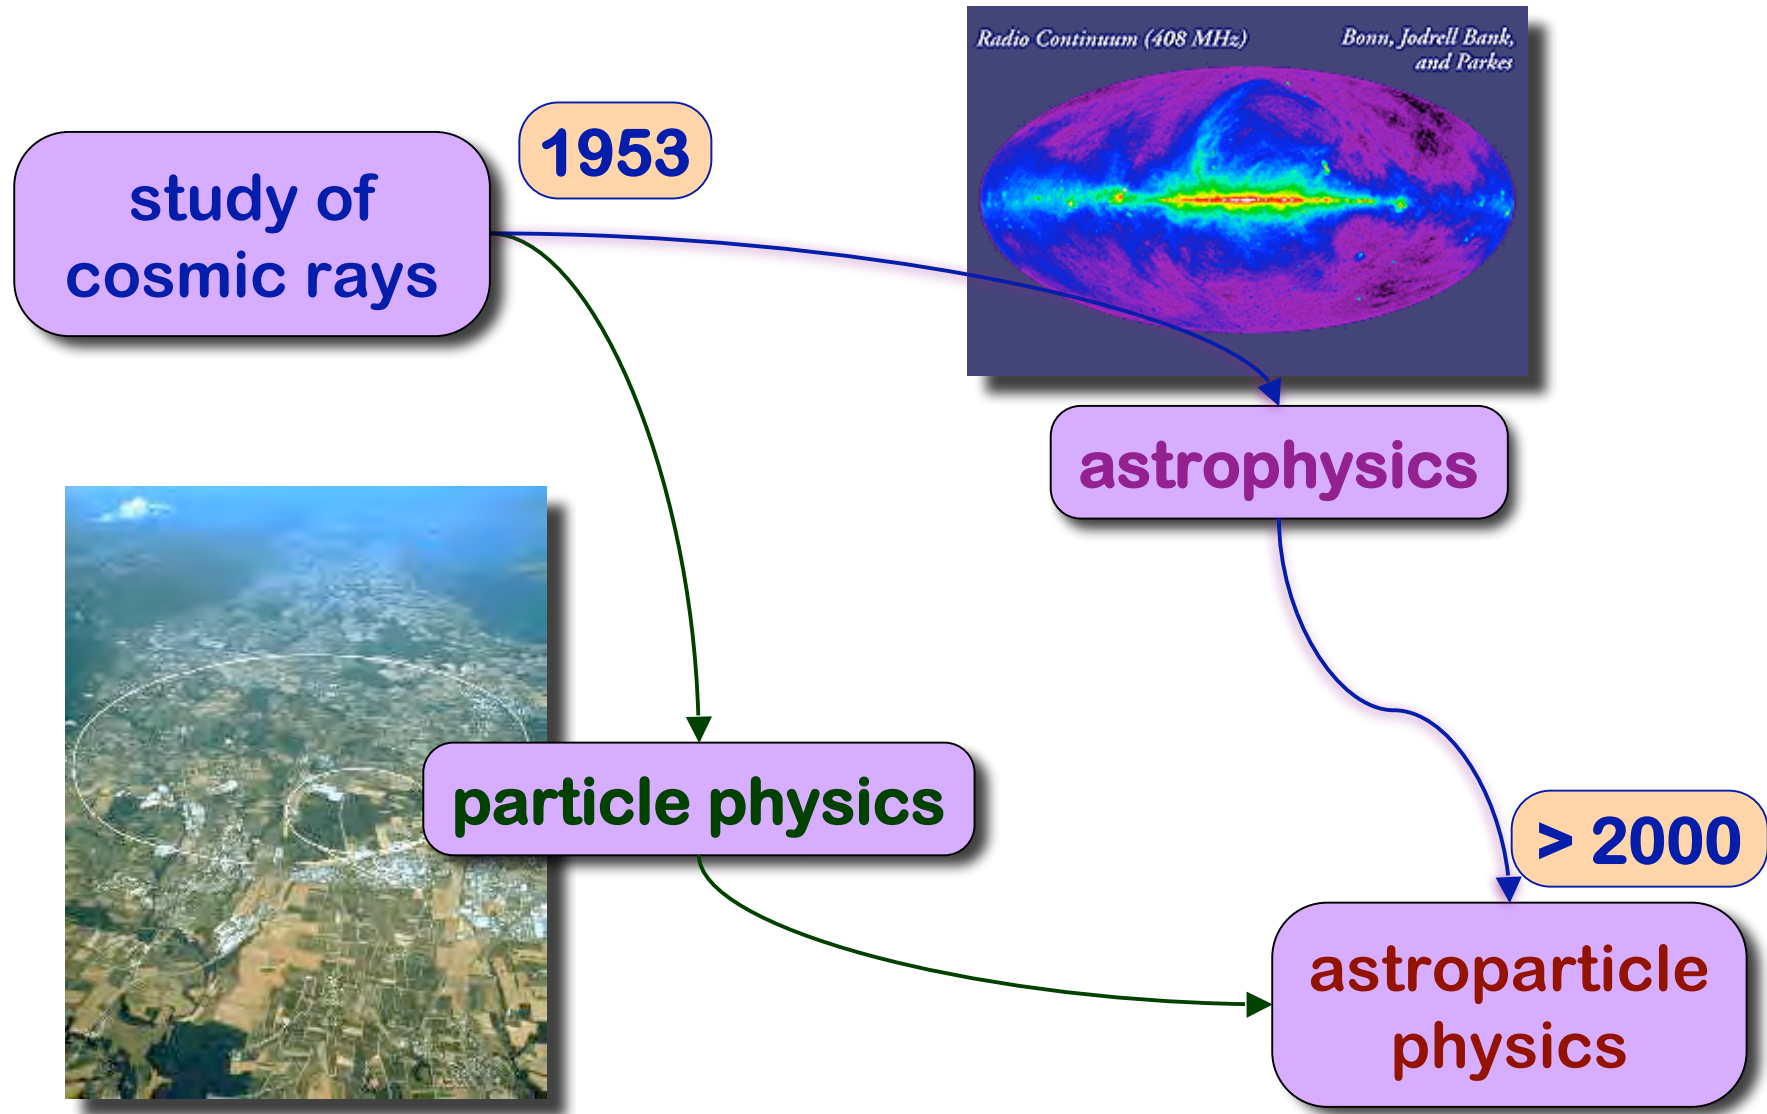 Radio Continuum (408 MHz)
Bonn, Jodrell Bank,
and Parkes
1953
study of
cosmic rays
astrophysics
particle physics
> 2000
astroparticle
physics